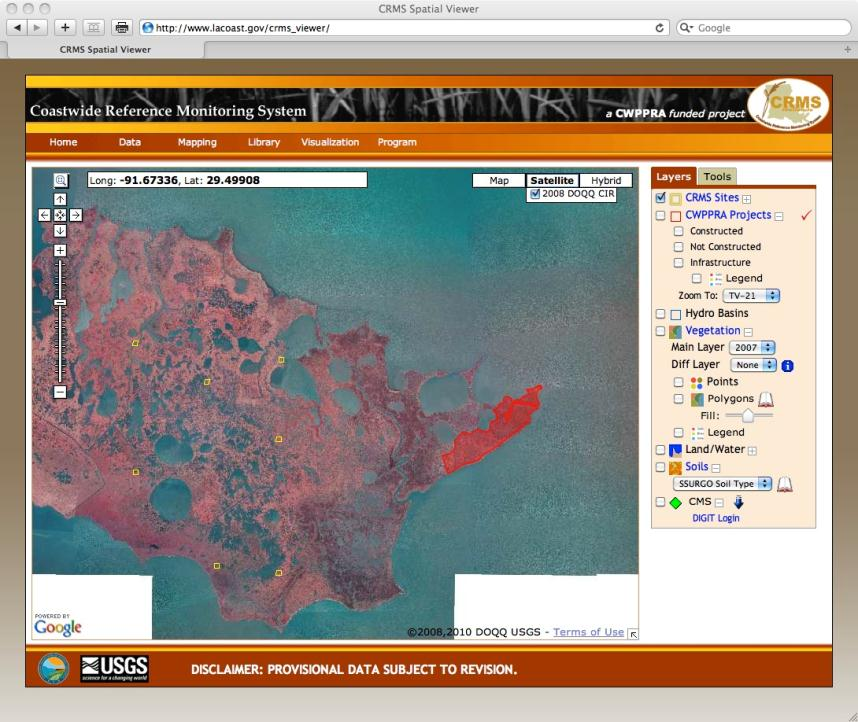 CRMS Spatial Viewer
http://www.lacoast.gov/crms_viewer/
Google
CRMS Spatial Viewer
Coastwide Reference Monitoring System
a CWPPRA funded project
CRMS
Home Data Mapping Library Visualization Program
Long: -91.67336, Lat: 29.49908
Map Satellite Hybrid
2008 DOQQ CIR
Layers Tools
CRMS Sites
CWPPRA Projects
Constructed
Not Constructed
Infrastructure
Legend
Zoom To: TV-21
Hydro Basins
Vegetation
Main Layer 2007
Diff Layer None
Points
Polygons
Fill:
Legend
Land/Water
Soils
SSURGO Soil Type
CMS
DIGIT Login
POWERED BY
Google
©2008,2010 DOQQ USGS - Terms of Use
USGS
science for a changing world
DISCLAIMER: PROVISIONAL DATA SUBJECT TO REVISION.